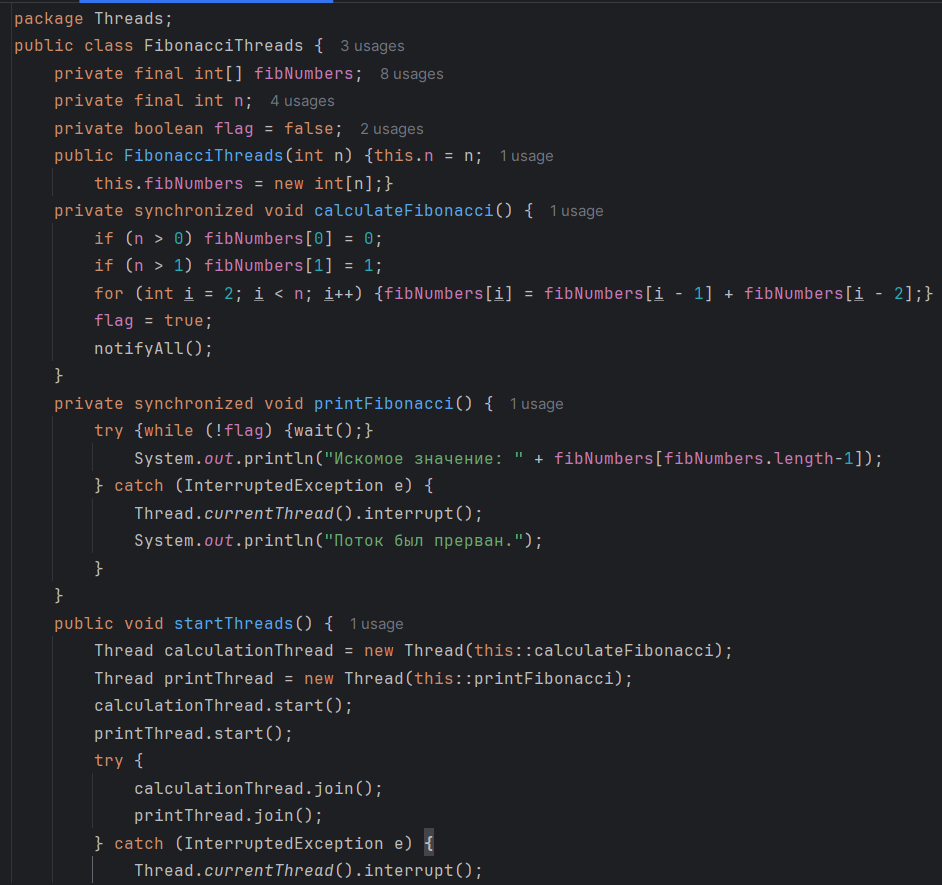 package Threads;
public class FibonacciThreads {  3 usages
    private final int[] fibNumbers;  8 usages
    private final int n;  4 usages
    private boolean flag = false;  2 usages
    public FibonacciThreads(int n) {this.n = n;  1 usage
        this.fibNumbers = new int[n];}
    private synchronized void calculateFibonacci() {  1 usage
        if (n > 0) fibNumbers[0] = 0;
        if (n > 1) fibNumbers[1] = 1;
        for (int i = 2; i < n; i++) {fibNumbers[i] = fibNumbers[i - 1] + fibNumbers[i - 2];}
        flag = true;
        notifyAll();
    }
    private synchronized void printFibonacci() {  1 usage
        try {while (!flag) {wait();}
            System.out.println("Искомое значение: " + fibNumbers[fibNumbers.length-1]);
        } catch (InterruptedException e) {
            Thread.currentThread().interrupt();
            System.out.println("Поток был прерван.");
        }
    }
    public void startThreads() {  1 usage
        Thread calculationThread = new Thread(this::calculateFibonacci);
        Thread printThread = new Thread(this::printFibonacci);
        calculationThread.start();
        printThread.start();
        try {
            calculationThread.join();
            printThread.join();
        } catch (InterruptedException e) {
            Thread.currentThread().interrupt();